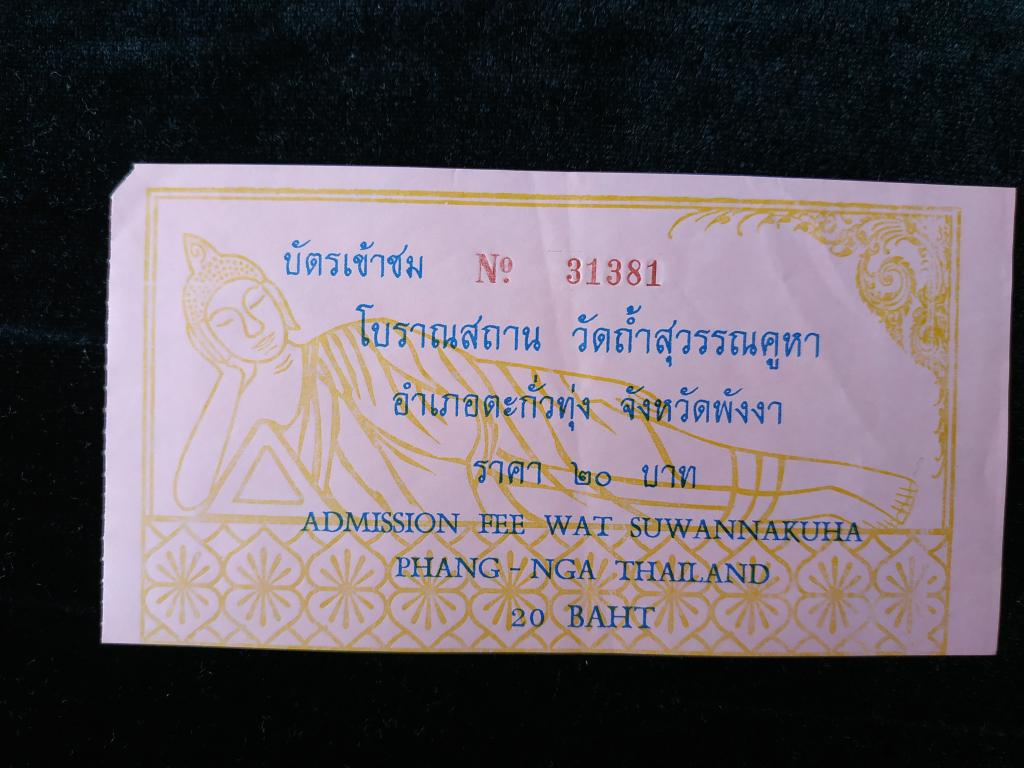 บัตรเข้าชม Nº 31381
โบราณสถาน วัดถ้ำสุวรรณคูหา
อำเภอตะกั่วทุ่ง จังหวัดพังงา
ราคา ๒๐ บาท
ADMISSION FEE WAT SUWANNAKUHA
PHANG - NGA THAILAND
20 BAHT